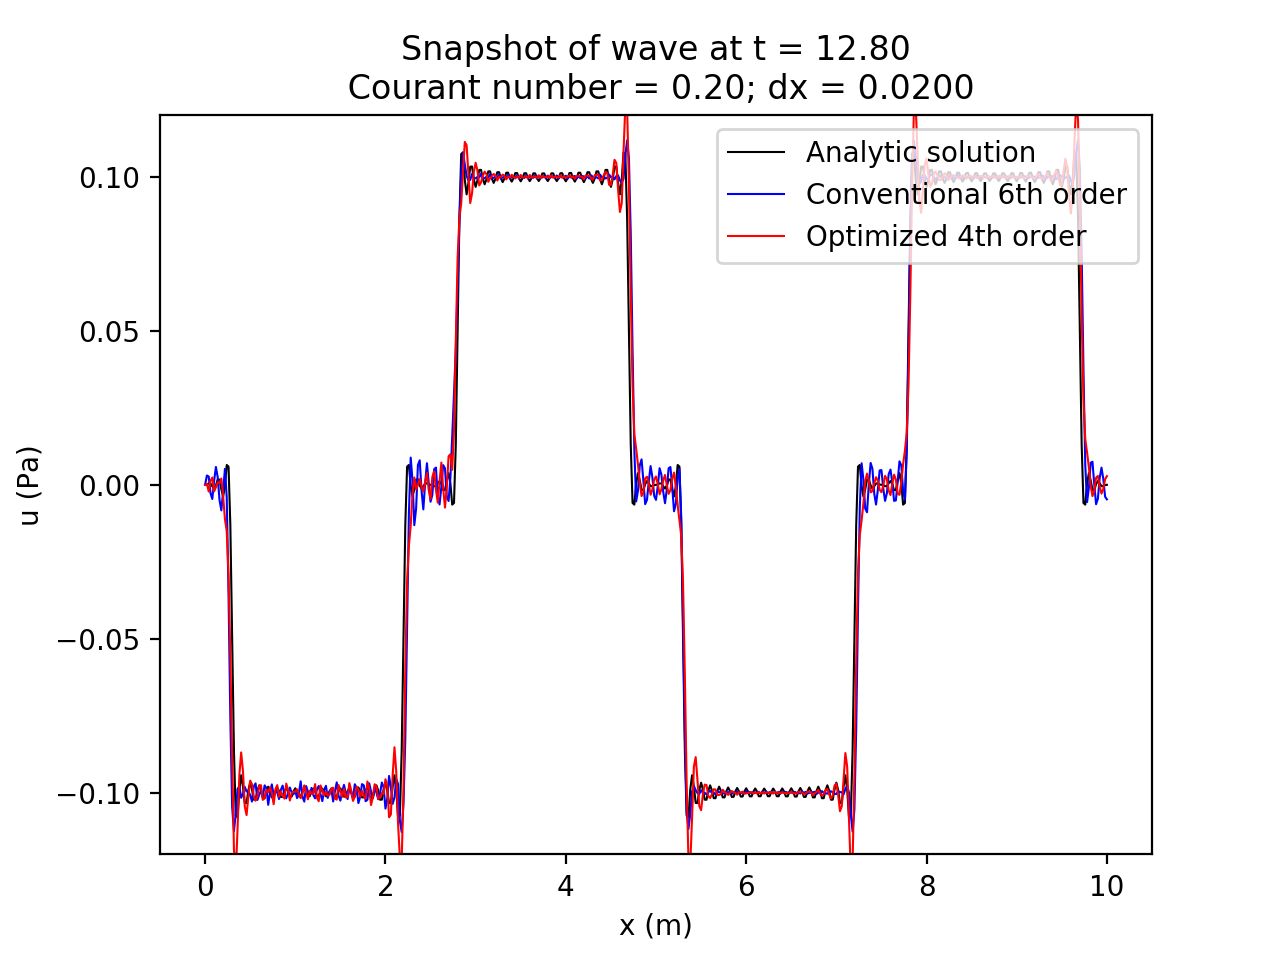 Snapshot of wave at t = 12.80
Courant number = 0.20; dx = 0.0200
Analytic solution
Conventional 6th order
Optimized 4th order
0.10
0.05
0.00
−0.05
−0.10
u (Pa)
0 2 4 6 8 10
x (m)